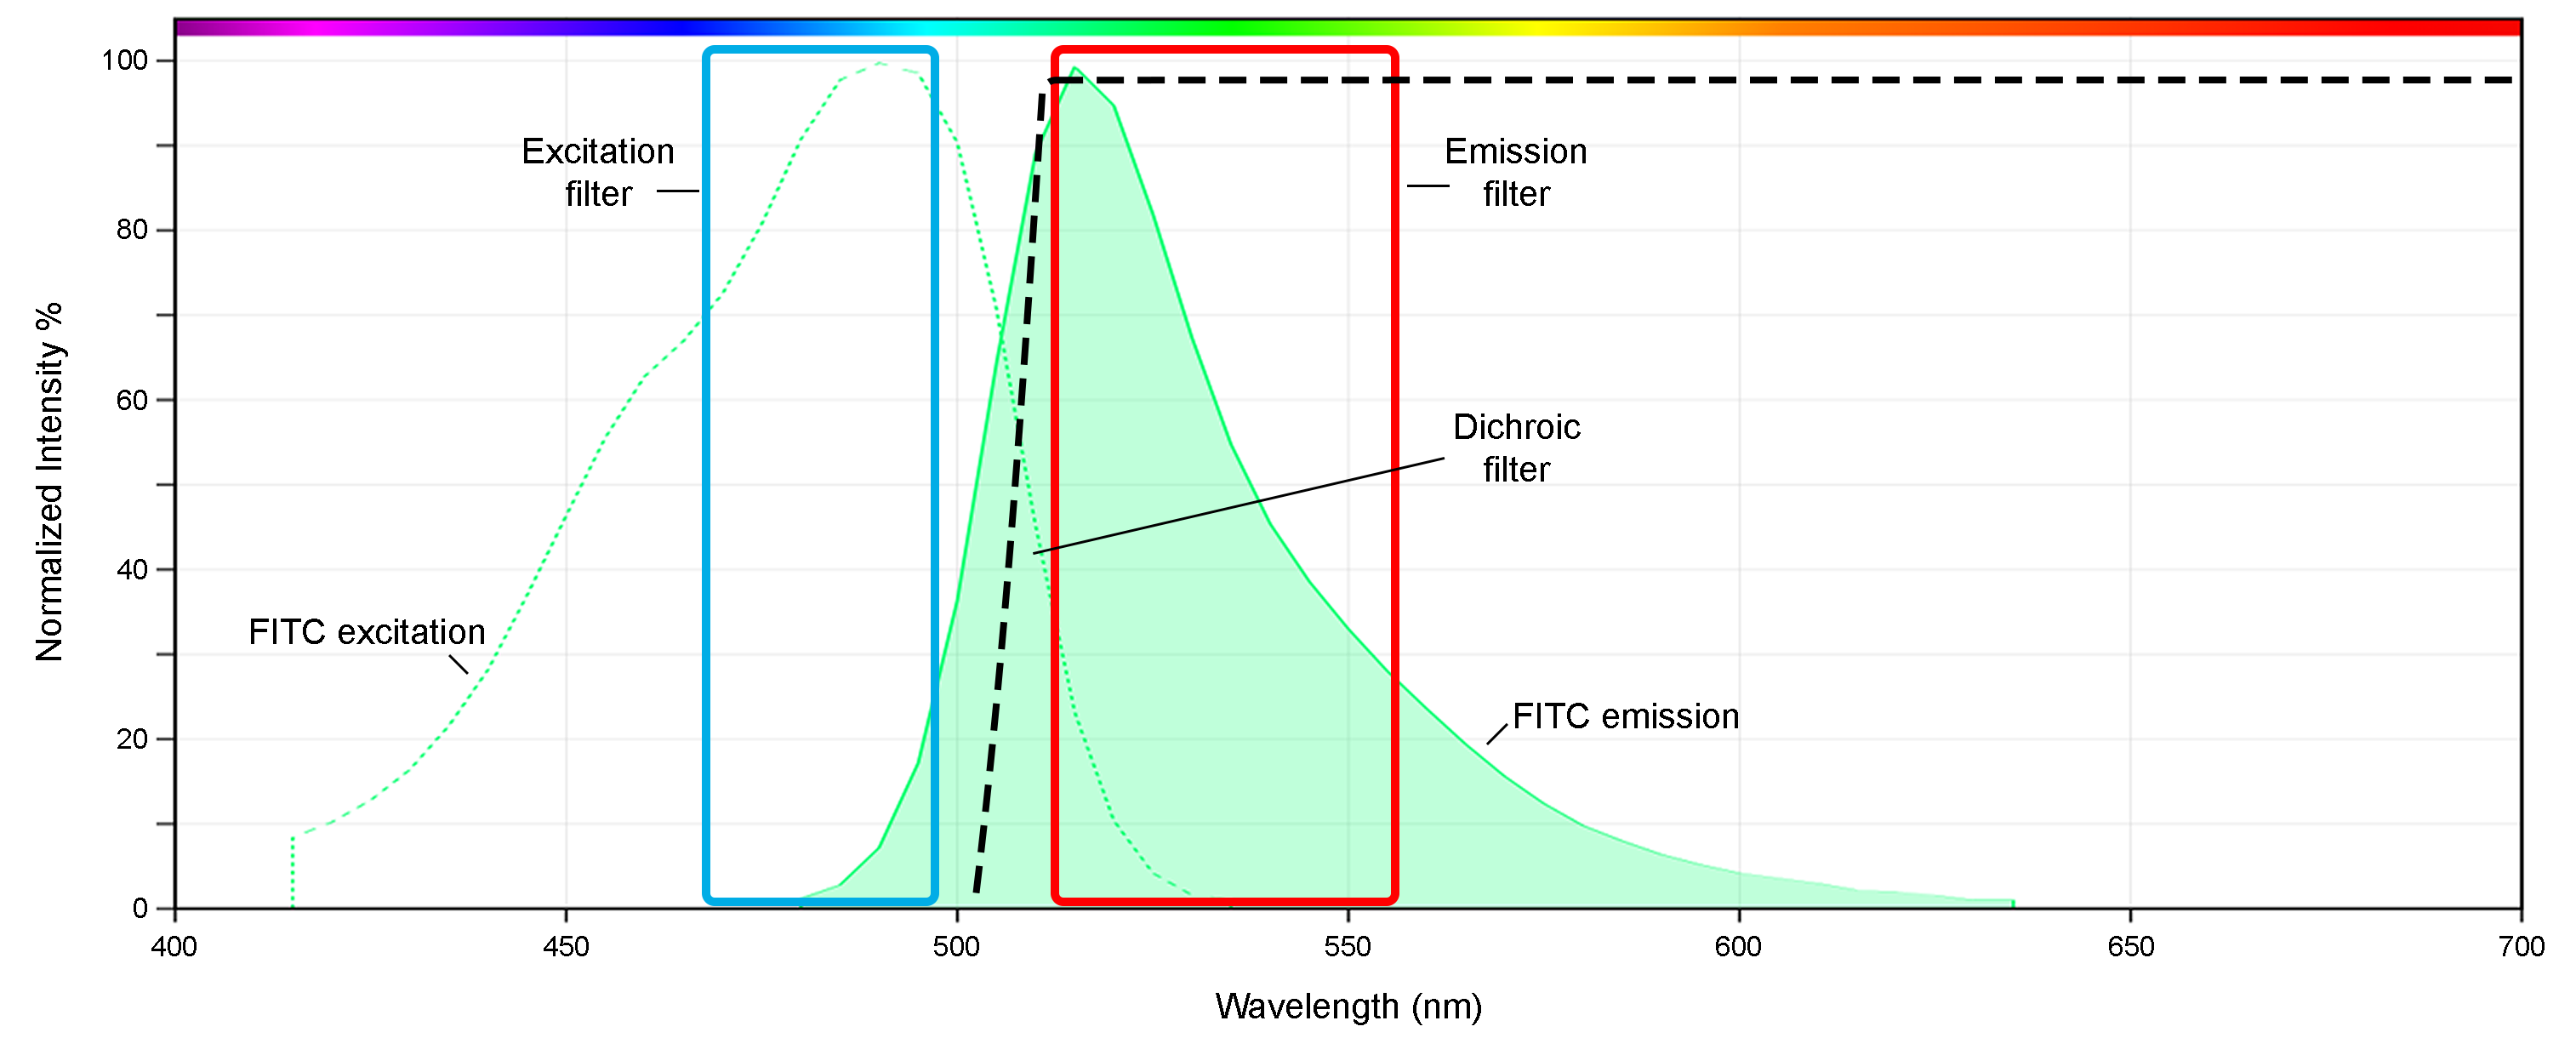 100
80
60
40
20
0
Normalized Intensity %
Excitation
filter
Emission
filter
Dichroic
filter
FITC excitation
FITC emission
400 450 500 550 600 650 700
Wavelength (nm)